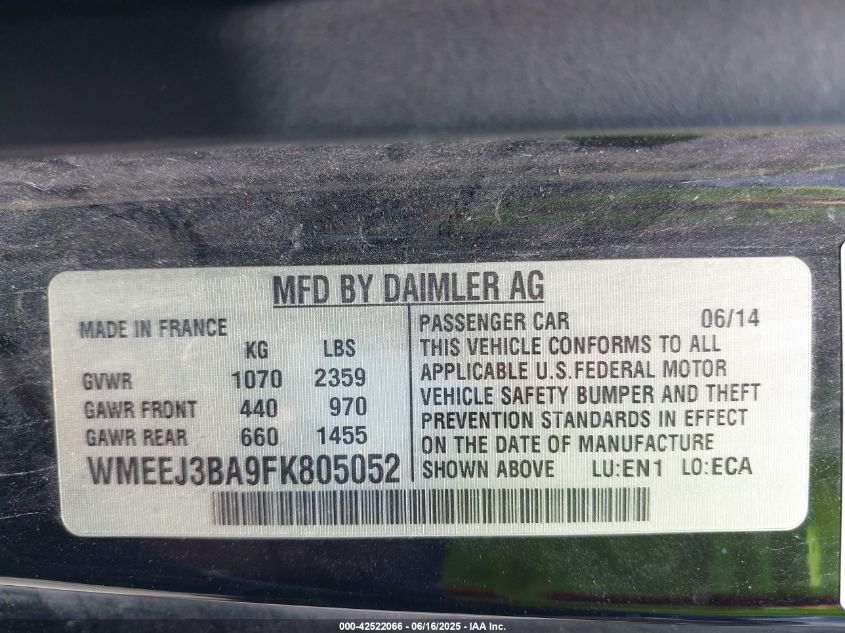 MFD BY DAIMLER AG
MADE IN FRANCE
KG LBS
GVWR 1070 2359
GAWR FRONT 440 970
GAWR REAR 660 1455
WMEEJ3BA9FK805052
PASSENGER CAR 06/14
THIS VEHICLE CONFORMS TO ALL
APPLICABLE U.S.FEDERAL MOTOR
VEHICLE SAFETY BUMPER AND THEFT
PREVENTION STANDARDS IN EFFECT
ON THE DATE OF MANUFACTURE
SHOWN ABOVE LU:EN1 LO:ECA
000-42522066 - 06/16/2025 - IAA Inc.